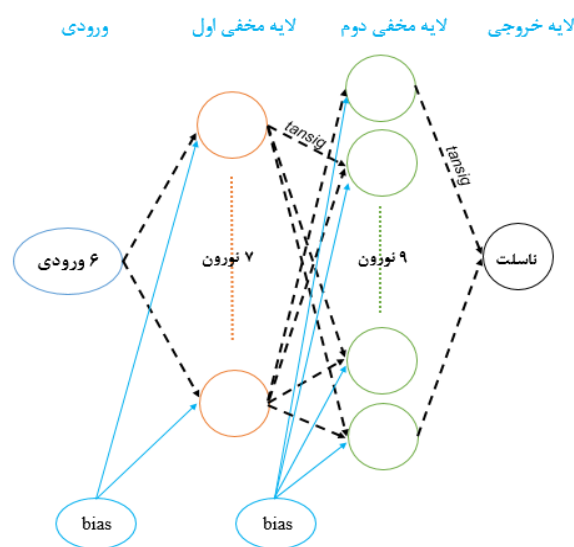 ورودی لایه مخفی اول لایه مخفی دوم لایه خروجی
tansig
tansig
۶ ورودی
۷ نورون
۹ نورون
ناسلت
bias
bias